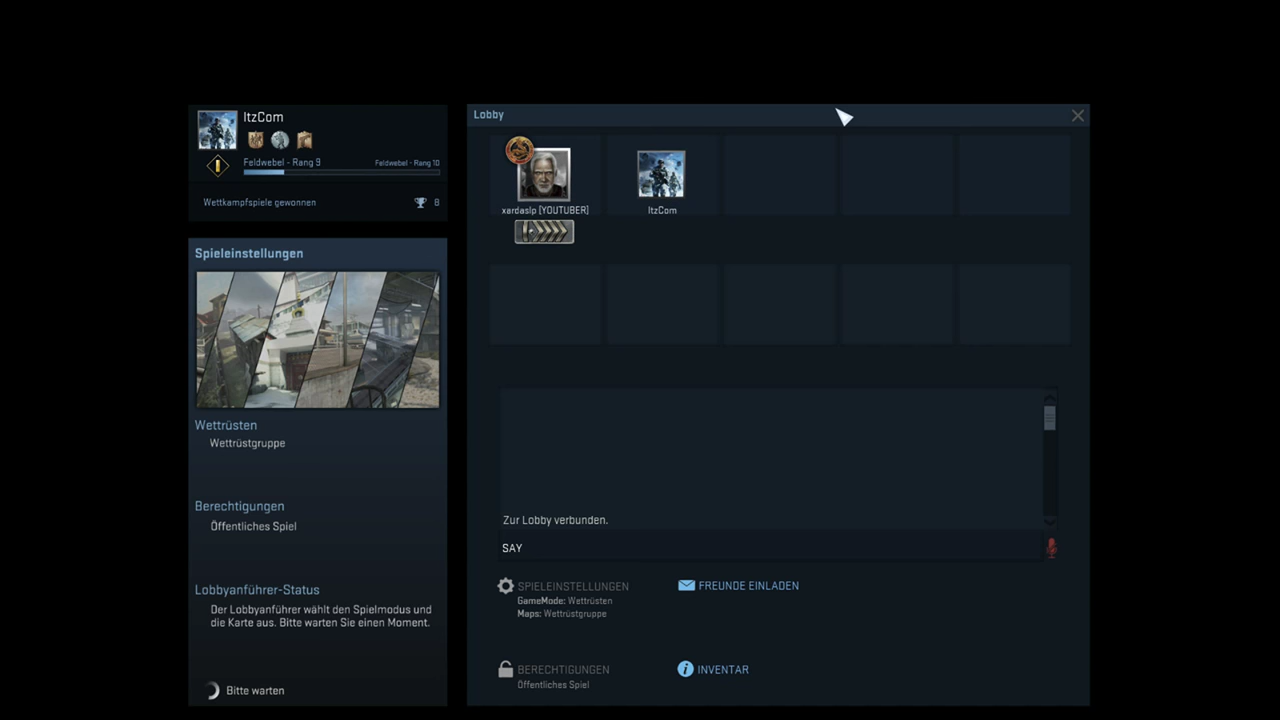 ItzCom
Feldwebel - Rang 9
Feldwebel - Rang 10
Wettkampfspiele gewonnen
8
Spieleinstellungen
Wettrüsten
Wettrüstgruppe
Berechtigungen
Öffentliches Spiel
Lobbyanführer-Status
Der Lobbyanführer wählt den Spielmodus und
die Karte aus. Bitte warten Sie einen Moment.
Bitte warten
Lobby
xardaslp [YOUTUBER]
ItzCom
Zur Lobby verbunden.
SAY
SPIELEINSTELLUNGEN
GameMode: Wettrüsten
Maps: Wettrüstgruppe
FREUNDE EINLADEN
BERECHTIGUNGEN
Öffentliches Spiel
INVENTAR